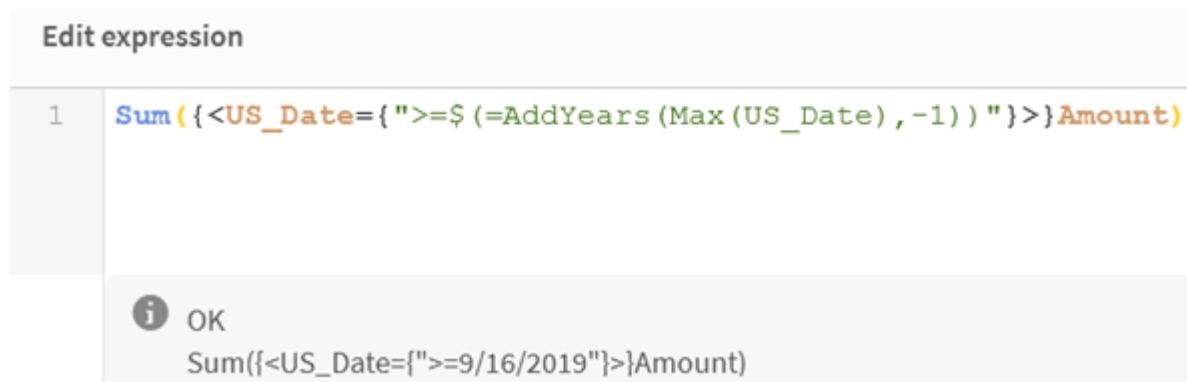 Edit expression
1 Sum({<US_Date={">=$(=AddYears(Max(US_Date),-1))"}>}Amount)
OK
Sum({<US_Date={">=9/16/2019"}>}Amount)